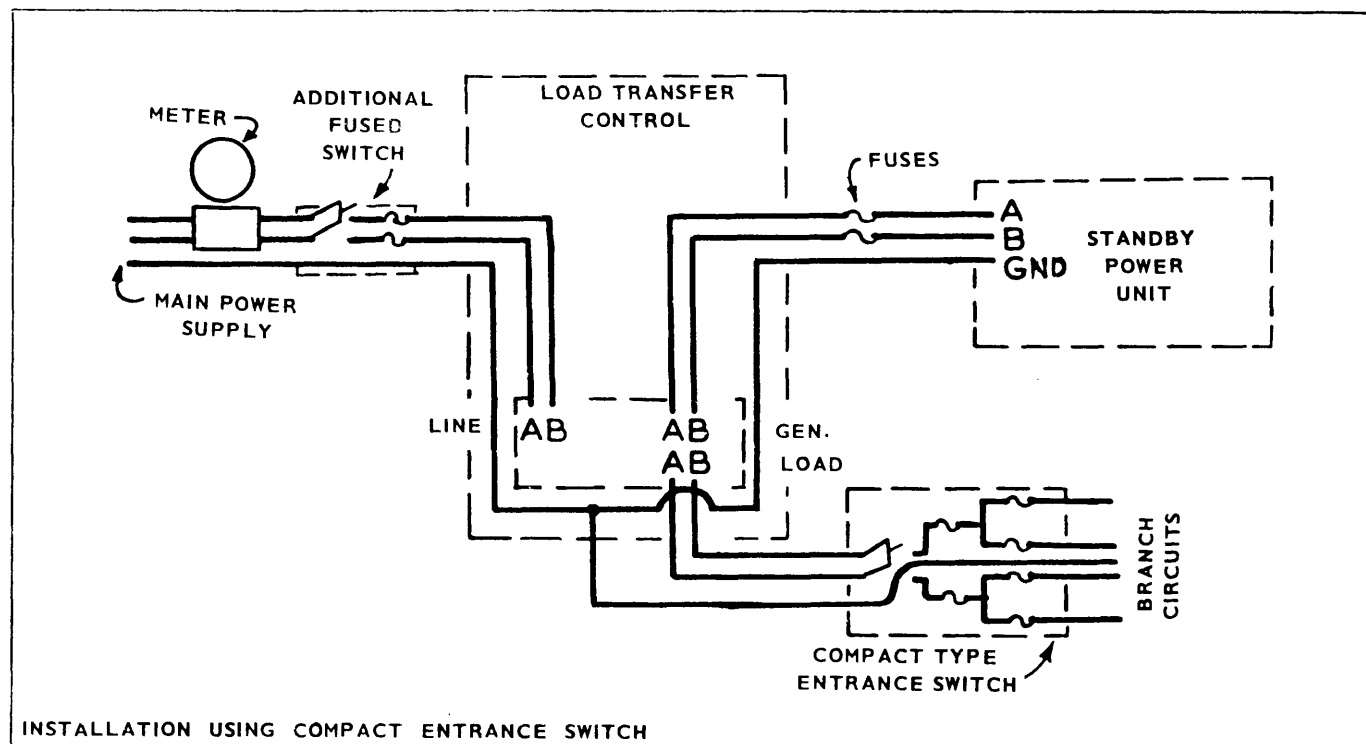 METER
ADDITIONAL
FUSED
SWITCH
LOAD TRANSFER
CONTROL
FUSES
A
B
GND
STANDBY
POWER
UNIT
MAIN POWER
SUPPLY
LINE
AB
AB
GEN.
AB
LOAD
BRANCH
CIRCUITS
COMPACT TYPE
ENTRANCE SWITCH
INSTALLATION USING COMPACT ENTRANCE SWITCH